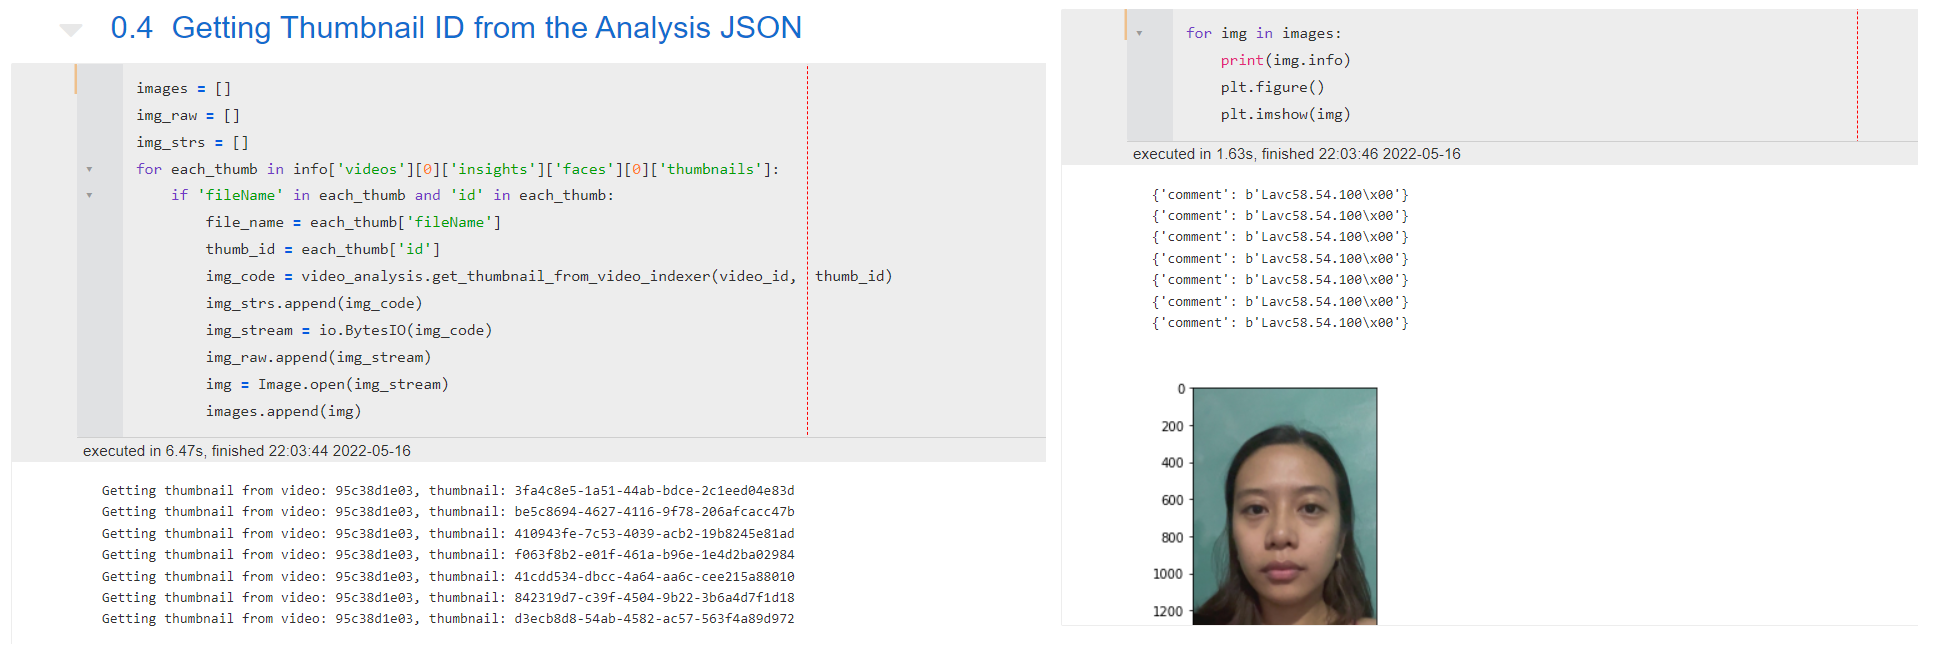 0.4 Getting Thumbnail ID from the Analysis JSON
images = []
img_raw = []
img_strs = []
for each_thumb in info['videos'][0]['insights']['faces'][0]['thumbnails']:
    if 'fileName' in each_thumb and 'id' in each_thumb:
        file_name = each_thumb['fileName']
        thumb_id = each_thumb['id']
        img_code = video_analysis.get_thumbnail_from_video_indexer(video_id, thumb_id)
        img_strs.append(img_code)
        img_stream = io.BytesIO(img_code)
        img_raw.append(img_stream)
        img = Image.open(img_stream)
        images.append(img)
executed in 6.47s, finished 22:03:44 2022-05-16
Getting thumbnail from video: 95c38d1e03, thumbnail: 3fa4c8e5-1a51-44ab-bdce-2c1eed04e83d
Getting thumbnail from video: 95c38d1e03, thumbnail: be5c8694-4627-4116-9f78-206afcacc47b
Getting thumbnail from video: 95c38d1e03, thumbnail: 410943fe-7c53-4039-acb2-19b8245e81ad
Getting thumbnail from video: 95c38d1e03, thumbnail: f063f8b2-e01f-461a-b96e-1e4d2ba02984
Getting thumbnail from video: 95c38d1e03, thumbnail: 41cdd534-dbcc-4a64-aa6c-cee215a88010
Getting thumbnail from video: 95c38d1e03, thumbnail: 842319d7-c39f-4504-9b22-3b6a4d7f1d18
Getting thumbnail from video: 95c38d1e03, thumbnail: d3ecb8d8-54ab-4582-ac57-563f4a89d972
for img in images:
    print(img.info)
    plt.figure()
    plt.imshow(img)
executed in 1.63s, finished 22:03:46 2022-05-16
{'comment': b'Lavc58.54.100\x00'}
{'comment': b'Lavc58.54.100\x00'}
{'comment': b'Lavc58.54.100\x00'}
{'comment': b'Lavc58.54.100\x00'}
{'comment': b'Lavc58.54.100\x00'}
{'comment': b'Lavc58.54.100\x00'}
{'comment': b'Lavc58.54.100\x00'}
0
200
400
600
800
1000
1200